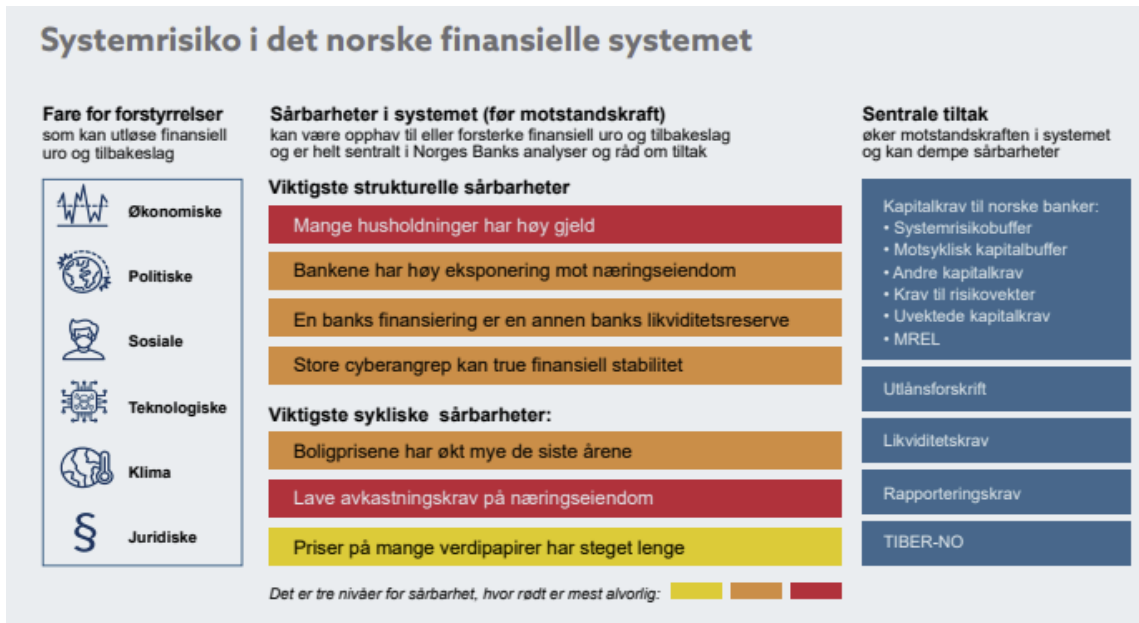 Systemrisiko i det norske finansielle systemet
Fare for forstyrrelser
som kan utløse finansiell
uro og tilbakeslag
Økonomiske
Politiske
Sosiale
Teknologiske
Klima
§
Juridiske
Sårbarheter i systemet (før motstandskraft)
kan være opphav til eller forsterke finansiell uro og tilbakeslag
og er helt sentralt i Norges Banks analyser og råd om tiltak
Viktigste strukturelle sårbarheter
Mange husholdninger har høy gjeld
Bankene har høy eksponering mot næringseiendom
En banks finansiering er en annen banks likviditetsreserve
Store cyberangrep kan true finansiell stabilitet
Viktigste sykliske sårbarheter:
Boligprisene har økt mye de siste årene
Lave avkastningskrav på næringseiendom
Priser på mange verdipapirer har steget lenge
Det er tre nivåer for sårbarhet, hvor rødt er mest alvorlig:
Sentrale tiltak
øker motstandskraften i systemet
og kan dempe sårbarheter
Kapitalkrav til norske banker:
• Systemrisikobuffer
• Motsyklisk kapitalbuffer
• Andre kapitalkrav
• Krav til risikovekter
• Uvektede kapitalkrav
• MREL
Utlånsforskrift
Likviditetskrav
Rapporteringskrav
TIBER-NO